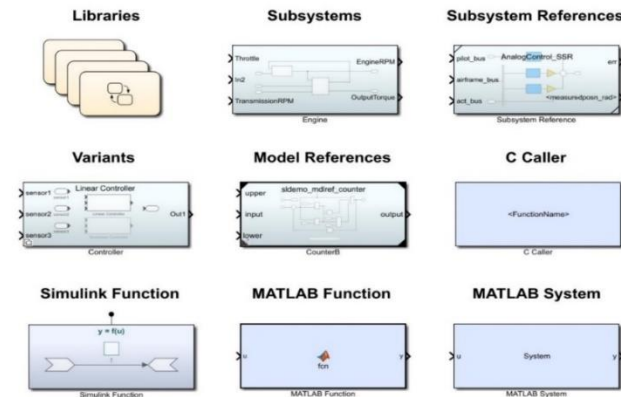 Libraries
Subsystems
Subsystem References
Throttle
In2
TransmissionRPM
EngineRPM
OutputTorque
Engine
pilot_bus
airframe_bus
act_bus
AnalogControl_SSR
err
<measuredposn_rad>
Subsystem Reference
Variants
Model References
C Caller
sensor1
sensor2
sensor3
Linear Controller
Out1
Controller
upper
input
lower
sldemo_mdlref_counter
output
CounterB
<FunctionName>
C Caller
Simulink Function
MATLAB Function
MATLAB System
y = f(u)
Simulink Function
u
fcn
y
MATLAB Function
u
System
y
MATLAB System